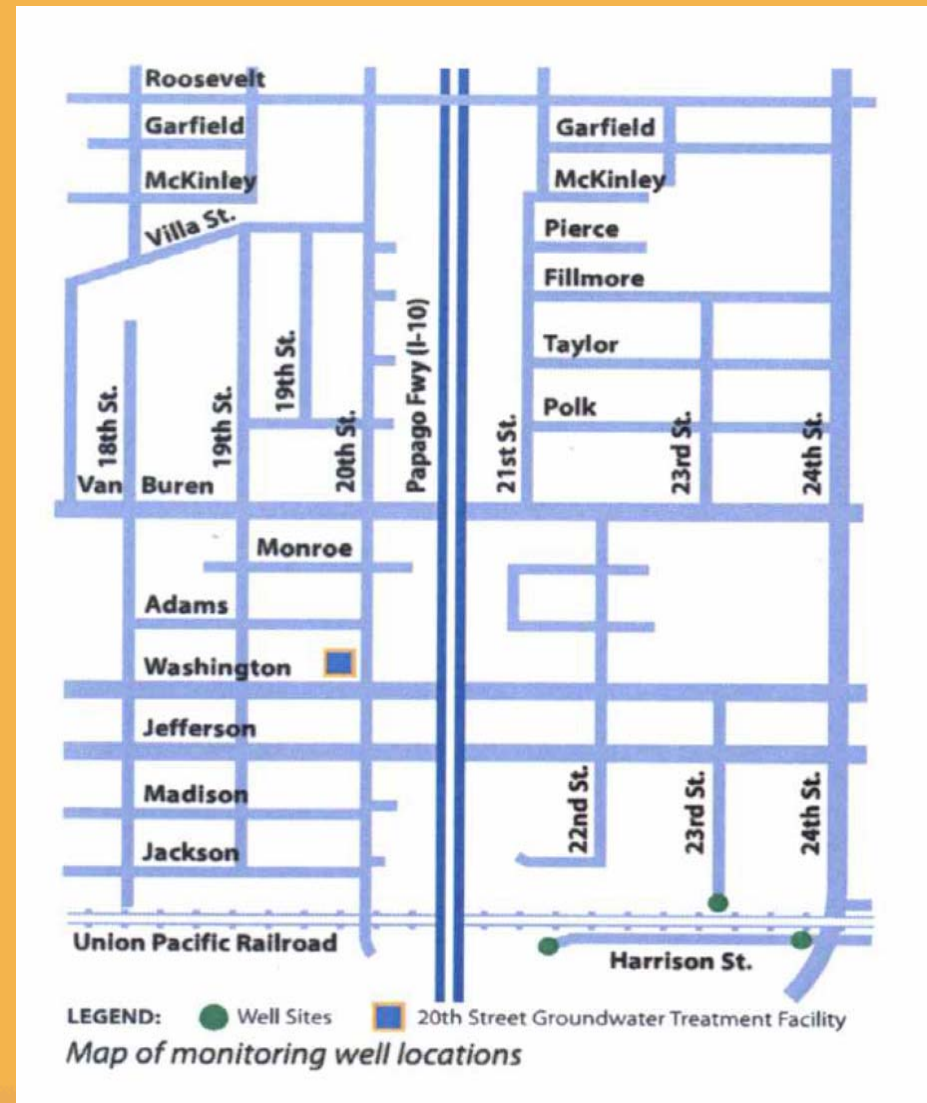 Roosevelt
Garfield
Garfield
McKinley
McKinley
Villa St.
Pierce
Fillmore
Taylor
Polk
18th St.
19th St.
19th St.
20th St.
Papago Fwy (I-10)
21st St.
23rd St.
24th St.
Van Buren
Monroe
Adams
Washington
Jefferson
Madison
Jackson
22nd St.
23rd St.
24th St.
Union Pacific Railroad
Harrison St.
LEGEND: Well Sites 20th Street Groundwater Treatment Facility
Map of monitoring well locations